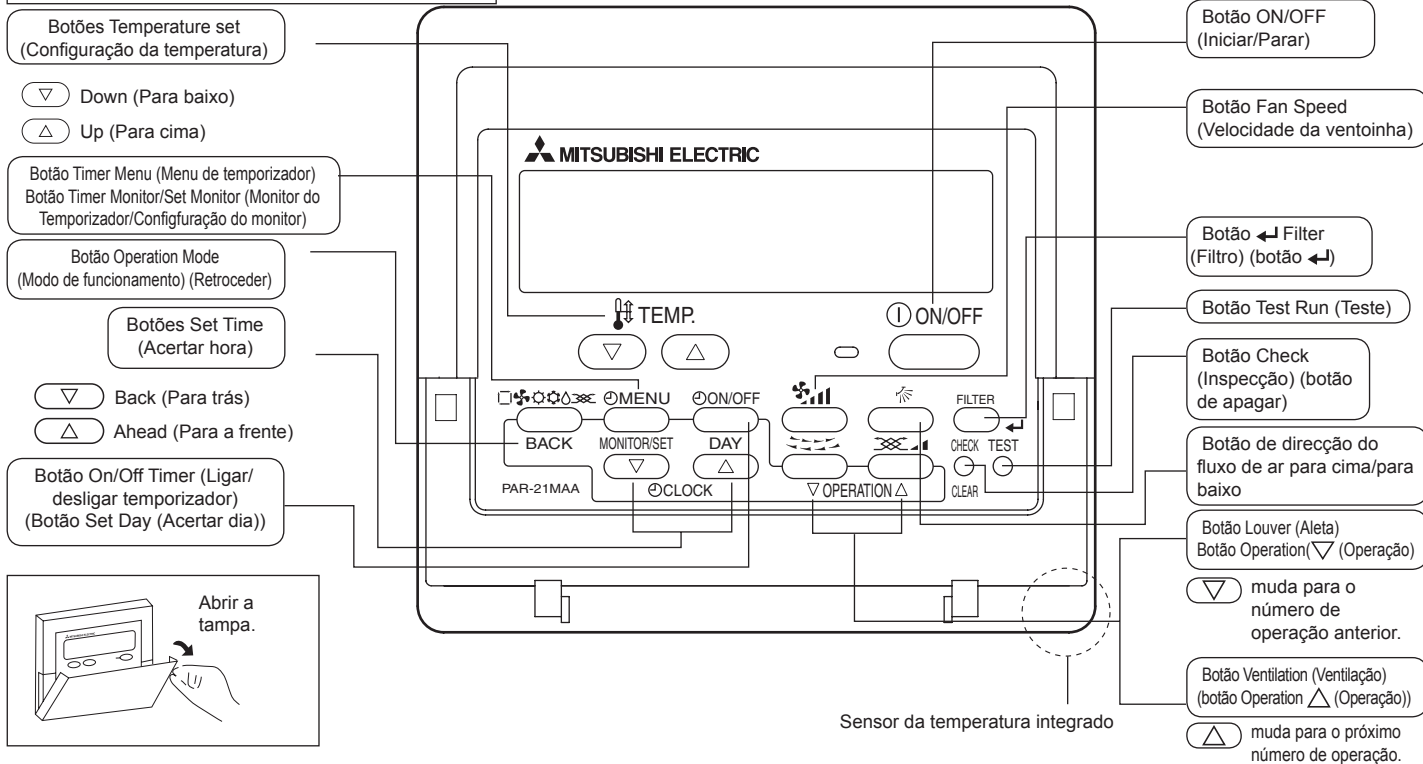 Botões Temperature set
(Configuração da temperatura)
▽ Down (Para baixo)
△ Up (Para cima)
Botão Timer Menu (Menu de temporizador)
Botão Timer Monitor/Set Monitor (Monitor do
Temporizador/Configfuração do monitor)
Botão Operation Mode
(Modo de funcionamento) (Retroceder)
Botões Set Time
(Acertar hora)
▽ Back (Para trás)
△ Ahead (Para a frente)
Botão On/Off Timer (Ligar/
desligar temporizador)
(Botão Set Day (Acertar dia))
Abrir a
tampa.
MITSUBISHI ELECTRIC
TEMP.
ON/OFF
▽ △
MENU
ON/OFF
FILTER
BACK
MONITOR/SET
DAY
CHECK TEST
▽ △
PAR-21MAA
CLOCK
▽ OPERATION △
CLEAR
Sensor da temperatura integrado
Botão ON/OFF
(Iniciar/Parar)
Botão Fan Speed
(Velocidade da ventoinha)
Botão ↵ Filter
(Filtro) (botão ↵)
Botão Test Run (Teste)
Botão Check
(Inspecção) (botão
de apagar)
Botão de direcção do
fluxo de ar para cima/para
baixo
Botão Louver (Aleta)
Botão Operation(▽ (Operação)
▽ muda para o
número de
operação anterior.
Botão Ventilation (Ventilação)
(botão Operation △ (Operação))
△ muda para o próximo
número de operação.